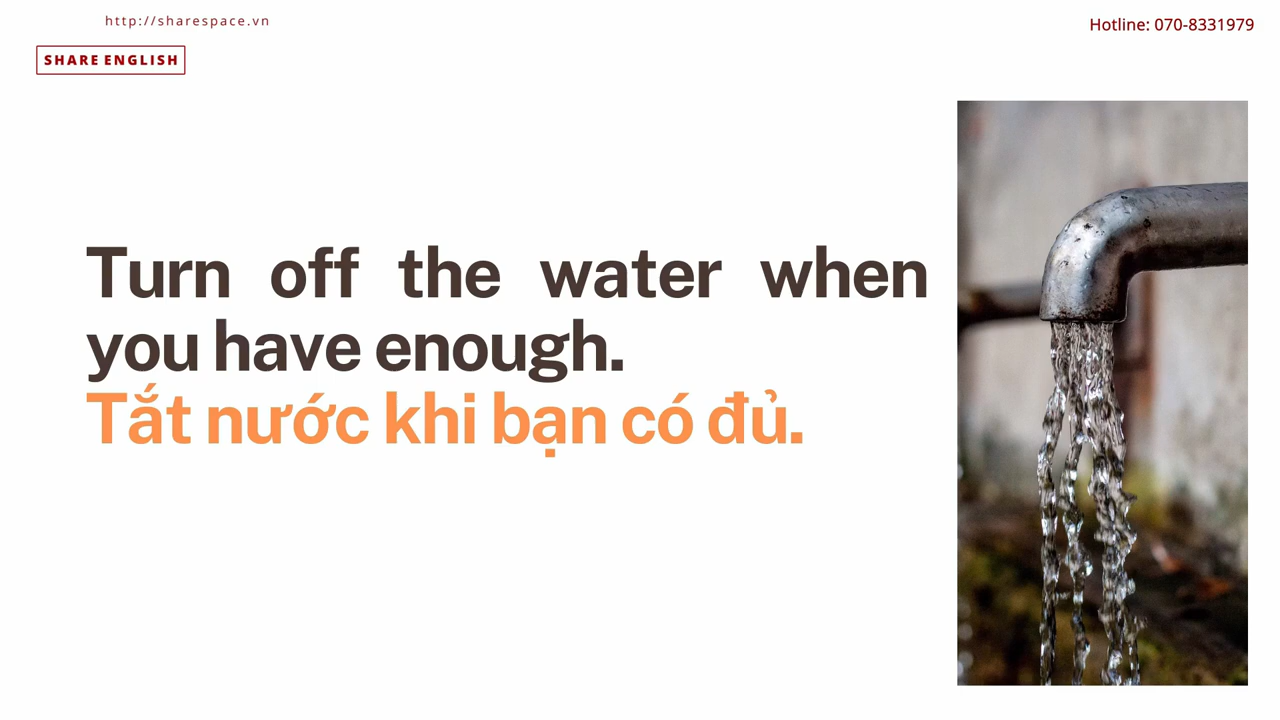 http://sharespace.vn
Hotline: 070-8331979
SHARE ENGLISH
Turn off the water when
you have enough.
Tắt nước khi bạn có đủ.